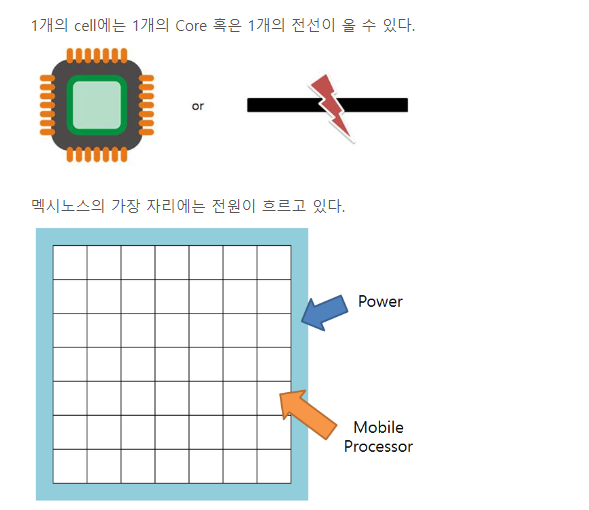 1개의 cell에는 1개의 Core 혹은 1개의 전선이 올 수 있다.
or
멕시노스의 가장 자리에는 전원이 흐르고 있다.
Power
Mobile
Processor